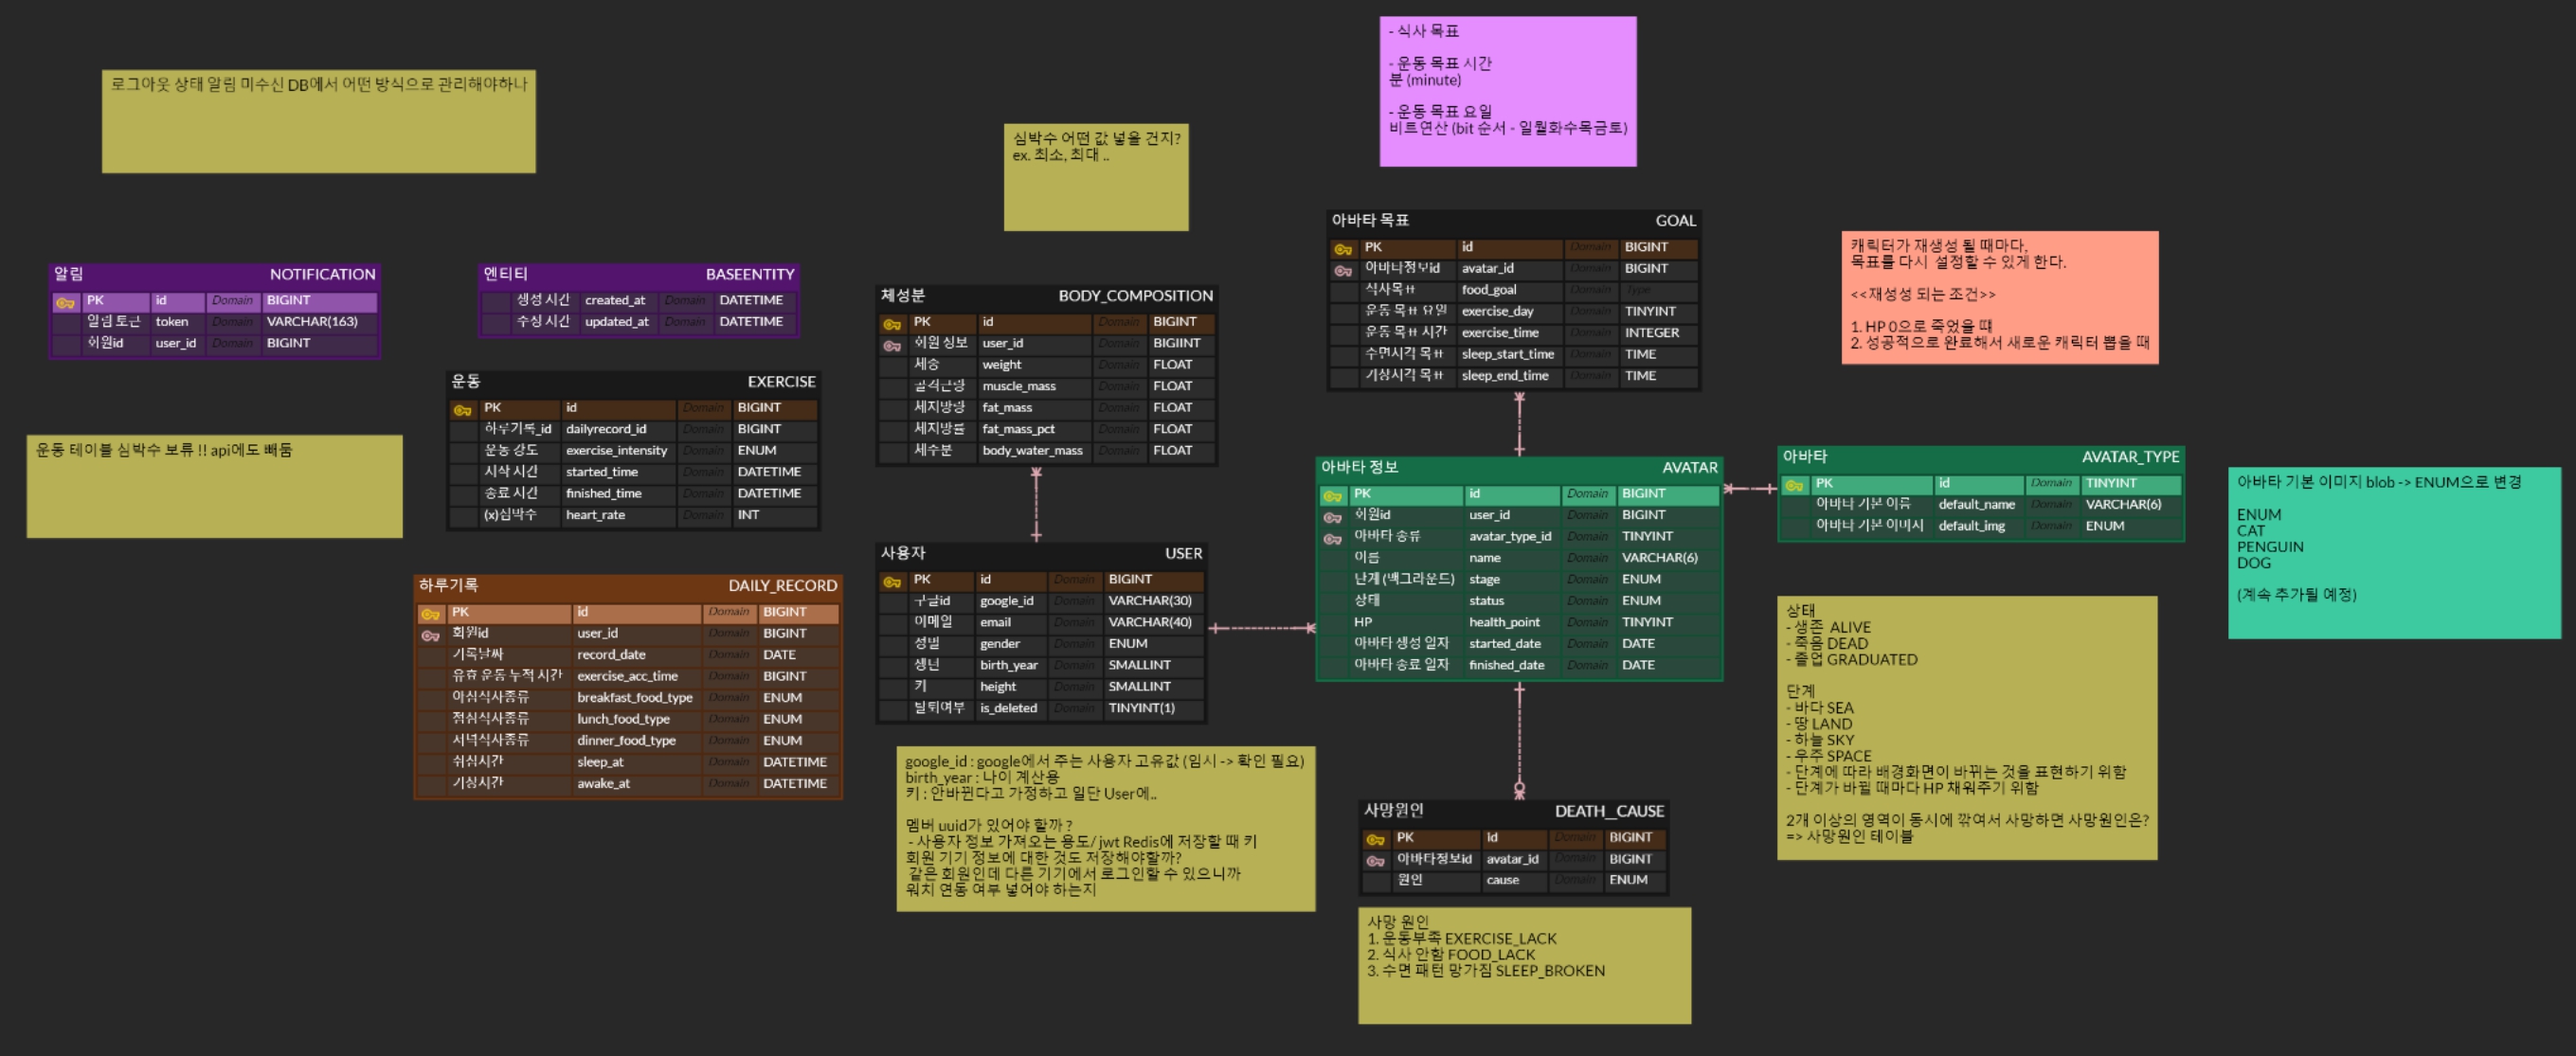 - 식사 목표
- 운동 목표 시간
분 (minute)
- 운동 목표 요일
비트연산 (bit 순서 - 일월화수목금토)
로그아웃 상태 알림 미수신 DB에서 어떤 방식으로 관리해야하나
심박수 어떤 값 넣을 건지?
ex. 최소, 최대 ..
알림 NOTIFICATION
PK id Domain BIGINT
알림 토큰 token Domain VARCHAR(163)
회원id user_id Domain BIGINT
엔티티 BASEENTITY
생성 시간 created_at Domain DATETIME
수정 시간 updated_at Domain DATETIME
운동 테이블 심박수 보류 !! api에도 빼둠
운동 EXERCISE
PK id Domain BIGINT
하루기록_id dailyrecord_id Domain BIGINT
운동 강도 exercise_intensity Domain ENUM
시작 시간 started_time Domain DATETIME
종료 시간 finished_time Domain DATETIME
(x)심박수 heart_rate Domain INT
하루기록 DAILY_RECORD
PK id Domain BIGINT
회원id user_id Domain BIGINT
기록날짜 record_date Domain DATE
유효 운동 누적 시간 exercise_acc_time Domain BIGINT
아침식사종류 breakfast_food_type Domain ENUM
점심식사종류 lunch_food_type Domain ENUM
저녁식사종류 dinner_food_type Domain ENUM
취침시간 sleep_at Domain DATETIME
기상시간 awake_at Domain DATETIME
체성분 BODY_COMPOSITION
PK id Domain BIGINT
회원 정보 user_id Domain BIGIINT
체중 weight Domain FLOAT
골격근량 muscle_mass Domain FLOAT
체지방량 fat_mass Domain FLOAT
체지방률 fat_mass_pct Domain FLOAT
체수분 body_water_mass Domain FLOAT
사용자 USER
PK id Domain BIGINT
구글id google_id Domain VARCHAR(30)
이메일 email Domain VARCHAR(40)
성별 gender Domain ENUM
생년 birth_year Domain SMALLINT
키 height Domain SMALLINT
탈퇴여부 is_deleted Domain TINYINT(1)
google_id : google에서 주는 사용자 고유값 (임시 -> 확인 필요)
birth_year : 나이 계산용
키 : 안바뀐다고 가정하고 일단 User에..
멤버 uuid가 있어야 할까 ?
- 사용자 정보 가져오는 용도/ jwt Redis에 저장할 때 키
회원 기기 정보에 대한 것도 저장해야할까?
같은 회원인데 다른 기기에서 로그인할 수 있으니까
워치 연동 여부 넣어야 하는지
아바타 목표 GOAL
PK id Domain BIGINT
아바타정보id avatar_id Domain BIGINT
식사목표 food_goal Domain Type
운동 목표 요일 exercise_day Domain TINYINT
운동 목표 시간 exercise_time Domain INTEGER
수면시각 목표 sleep_start_time Domain TIME
기상시각 목표 sleep_end_time Domain TIME
아바타 정보 AVATAR
PK id Domain BIGINT
회원id user_id Domain BIGINT
아바타 종류 avatar_type_id Domain TINYINT
이름 name Domain VARCHAR(6)
단계 (백그라운드) stage Domain ENUM
상태 status Domain ENUM
HP health_point Domain TINYINT
아바타 생성 일자 started_date Domain DATE
아바타 종료 일자 finished_date Domain DATE
사망원인 DEATH_CAUSE
PK id Domain BIGINT
아바타정보id avatar_id Domain BIGINT
원인 cause Domain ENUM
사망 원인
1. 운동부족 EXERCISE_LACK
2. 식사 안함 FOOD_LACK
3. 수면 패턴 망가짐 SLEEP_BROKEN
캐릭터가 재생성 될 때마다,
목표를 다시 설정할 수 있게 한다.
<<재성성 되는 조건>>
1. HP 0으로 죽었을 떄
2. 성공적으로 완료해서 새로운 캐릭터 뽑을 때
아바타 AVATAR_TYPE
PK id Domain TINYINT
아바타 기본 이름 default_name Domain VARCHAR(6)
아바타 기본 이미지 default_img Domain ENUM
상태
- 생존 ALIVE
- 죽음 DEAD
- 졸업 GRADUATED
단계
- 바다 SEA
- 땅 LAND
- 하늘 SKY
- 우주 SPACE
- 단계에 따라 배경화면이 바뀌는 것을 표현하기 위함
- 단계가 바뀔 때마다 HP 채워주기 위함
2개 이상의 영역이 동시에 깎여서 사망하면 사망원인은?
=> 사망원인 테이블
아바타 기본 이미지 blob -> ENUM으로 변경
ENUM
CAT
PENGUIN
DOG
(계속 추가될 예정)